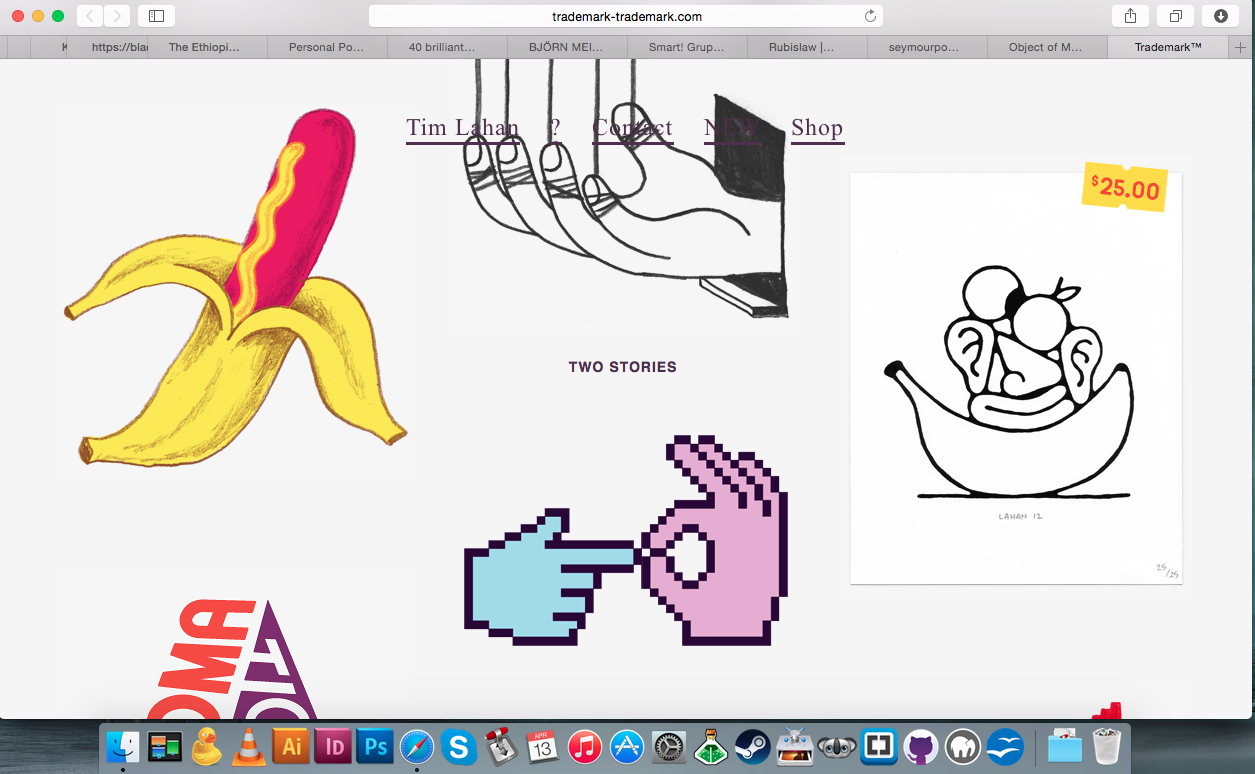 trademark-trademark.com
https://blan
The Ethiopi…
Personal Po…
40 brilliant…
BJÖRN MEI…
Smart! Grup…
Rubislaw |…
seymourpo…
Object of M…
Trademark™
Tim Lahan ? Contact NEW Shop
$25.00
TWO STORIES
LAHAN 12
25/25
OMA
Ai
Id
Ps
S
APR
13